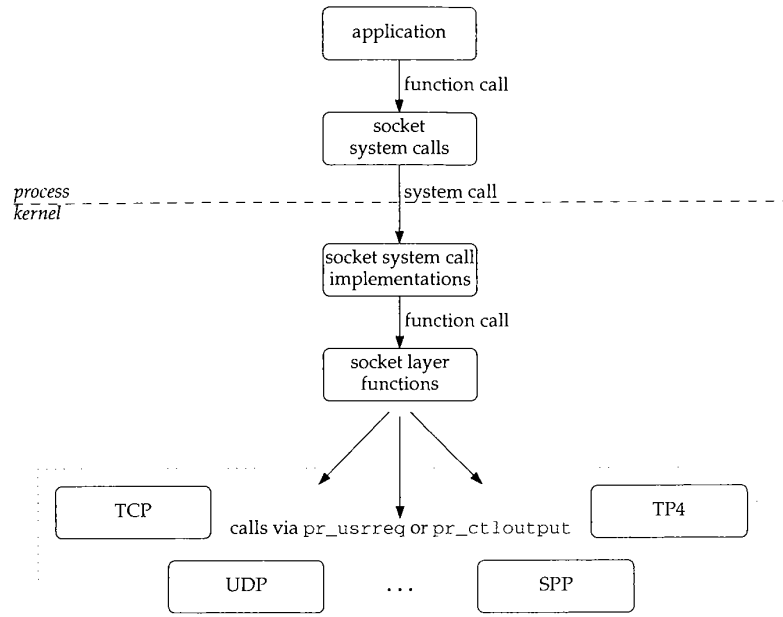 application
function call
socket
system calls
process
system call
kernel
socket system call
implementations
function call
socket layer
functions
TCP
TP4
calls via pr_usrreq or pr_ctloutput
UDP
...
SPP